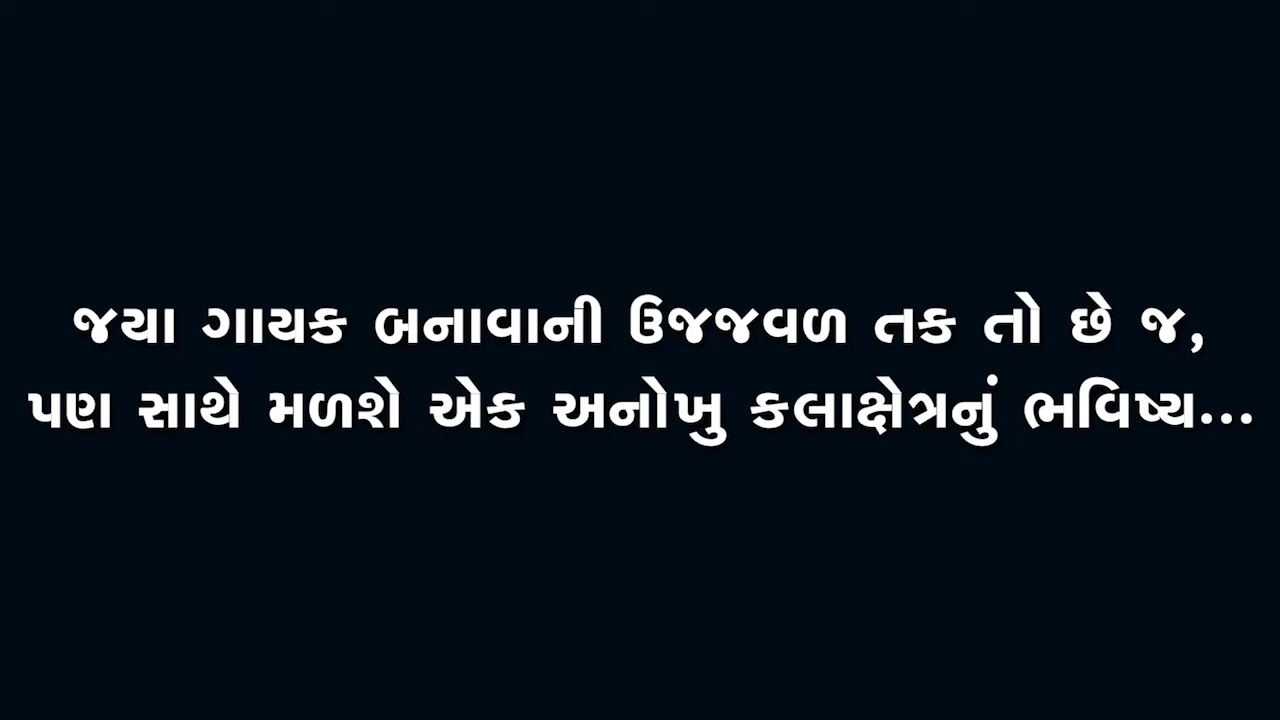 જયા ગાયક બનાવાની ઉજજવળ તક તો છે જ,
પણ સાથે મળશે એક અનોખુ કલાક્ષેત્રનું ભવિષ્ય...